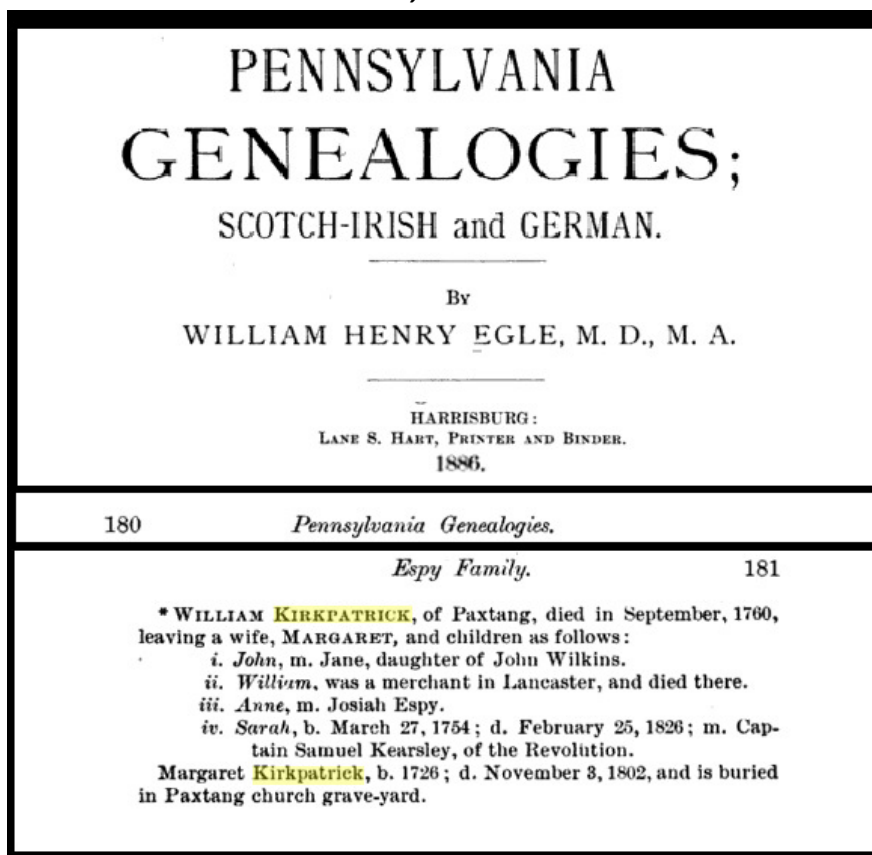 PENNSYLVANIA
GENEALOGIES;
SCOTCH-IRISH and GERMAN.
BY
WILLIAM HENRY EGLE, M. D., M. A.
HARRISBURG:
LANE S. HART, PRINTER AND BINDER.
1886.
180 Pennsylvania Genealogies.
Espy Family. 181
* WILLIAM KIRKPATRICK, of Paxtang, died in September, 1760,
leaving a wife, MARGARET, and children as follows:
i. John, m. Jane, daughter of John Wilkins.
ii. William, was a merchant in Lancaster, and died there.
iii. Anne, m. Josiah Espy.
iv. Sarah, b. March 27, 1754; d. February 25, 1826; m. Cap-
tain Samuel Kearsley, of the Revolution.
Margaret Kirkpatrick, b. 1726; d. November 3, 1802, and is buried
in Paxtang church grave-yard.